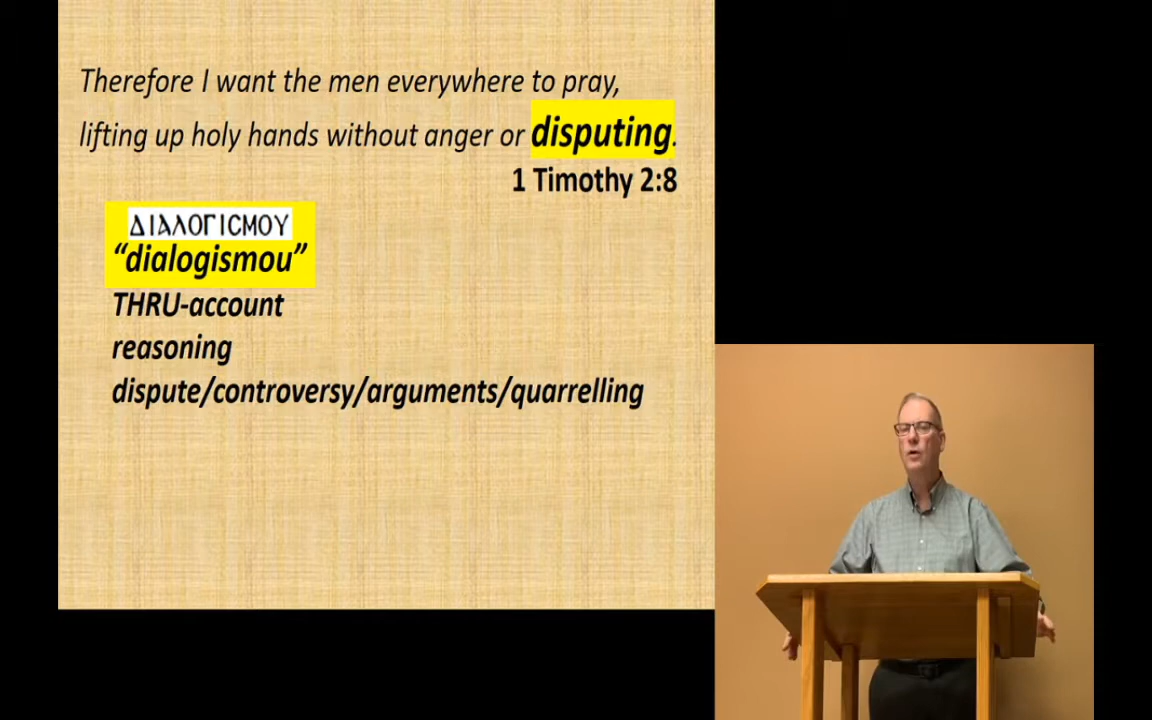 Therefore I want the men everywhere to pray,
lifting up holy hands without anger or disputing.
1 Timothy 2:8
ΔΙΑΛΟΓΙCΜΟΥ
“dialogismou”
THRU-account
reasoning
dispute/controversy/arguments/quarrelling